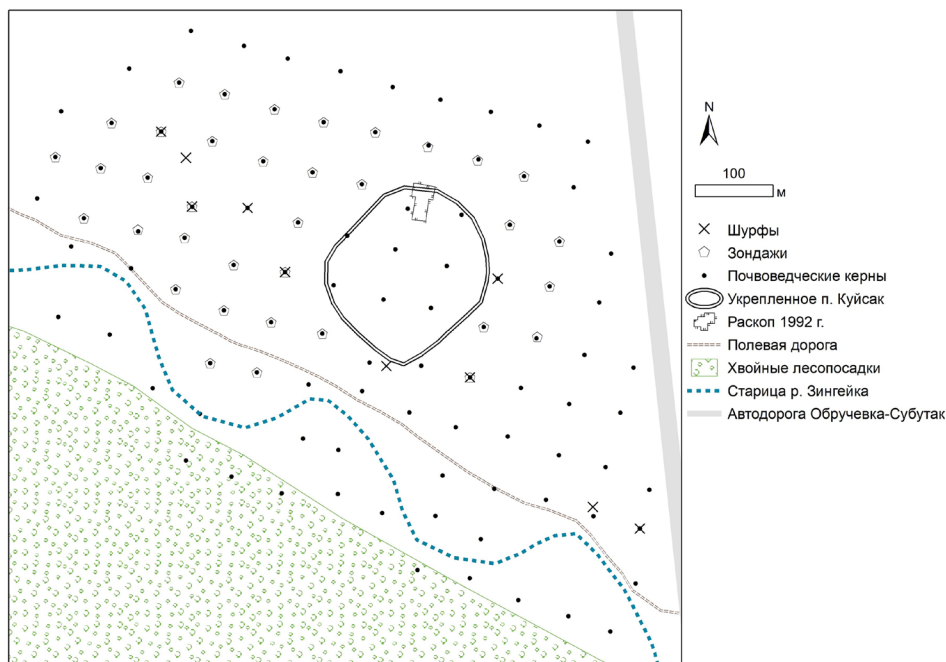 N
100
м
Шурфы
Зондажи
Почвоведческие керны
Укрепленное п. Куйсак
Раскоп 1992 г.
Полевая дорога
Хвойные лесопосадки
Старица р. Зингейка
Автодорога Обручевка-Субутак